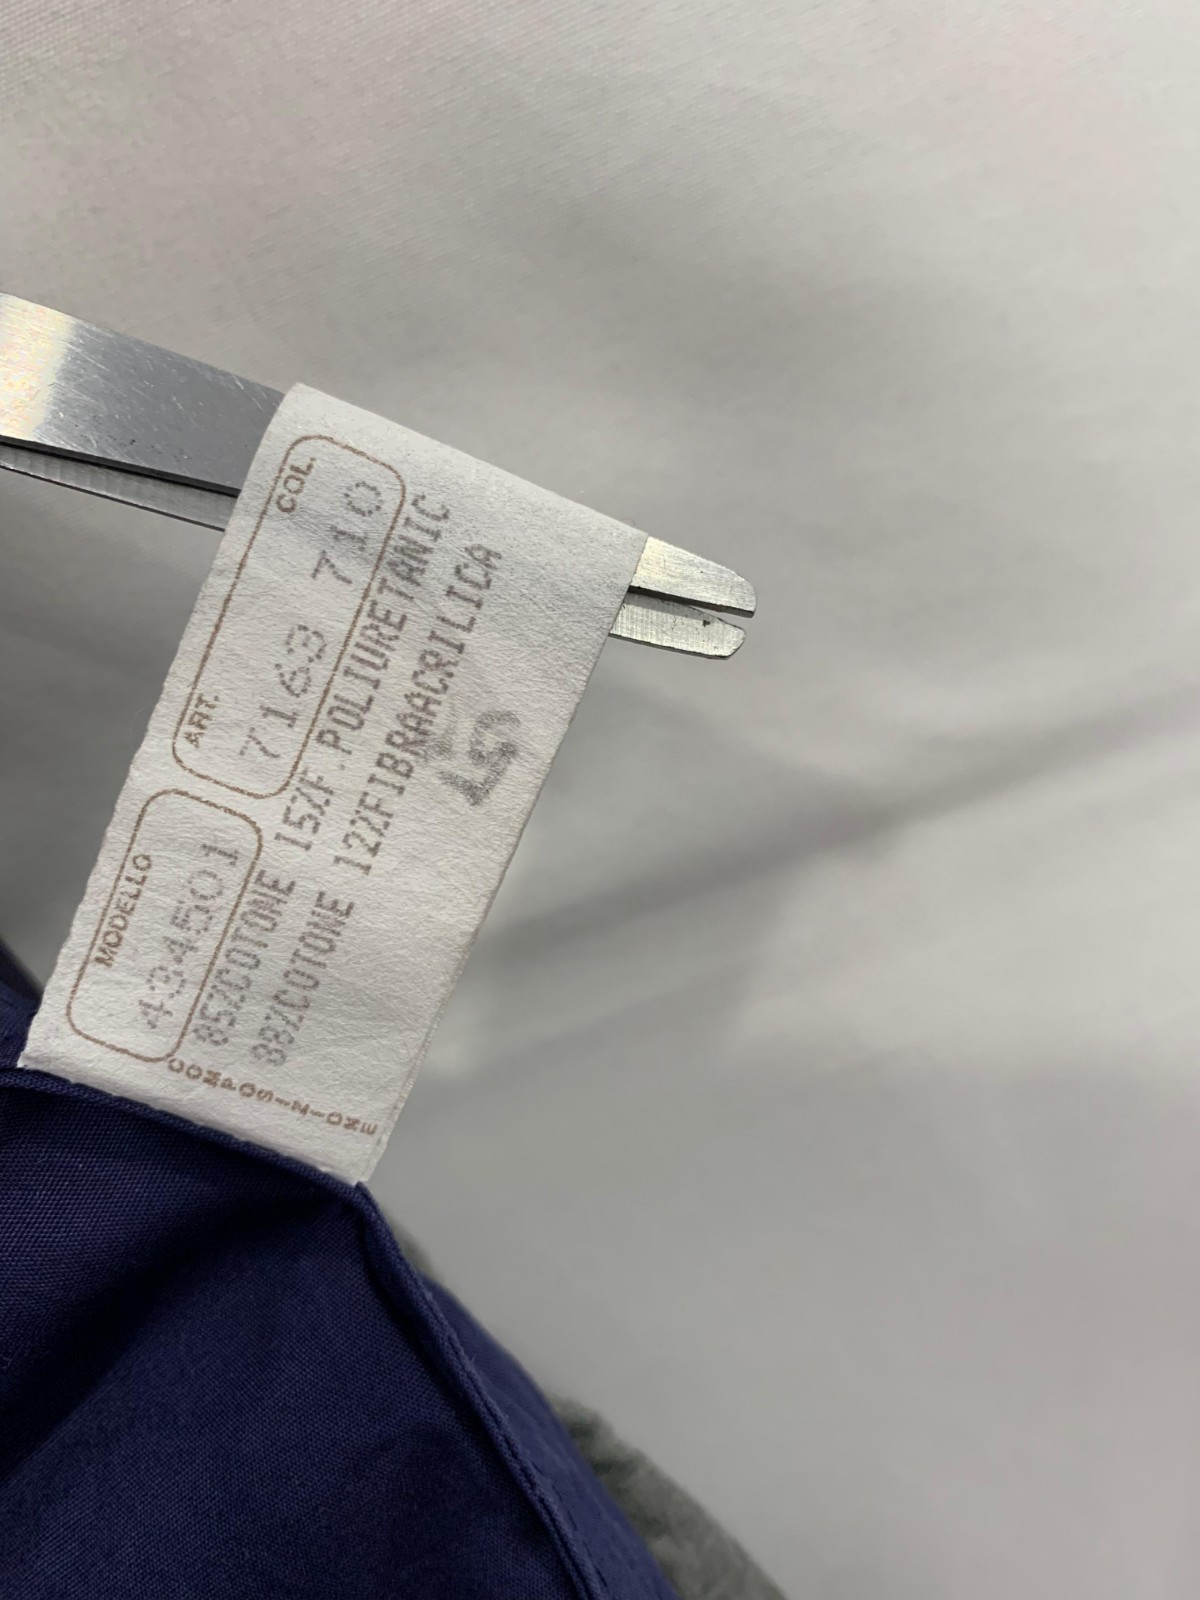 MODELLO
434501
ART. COL.
7163 710
85%COTONE 15%F.POLIURETANIC
88%COTONE 12%FIBRAACRILICA
COMPOSIZIONE